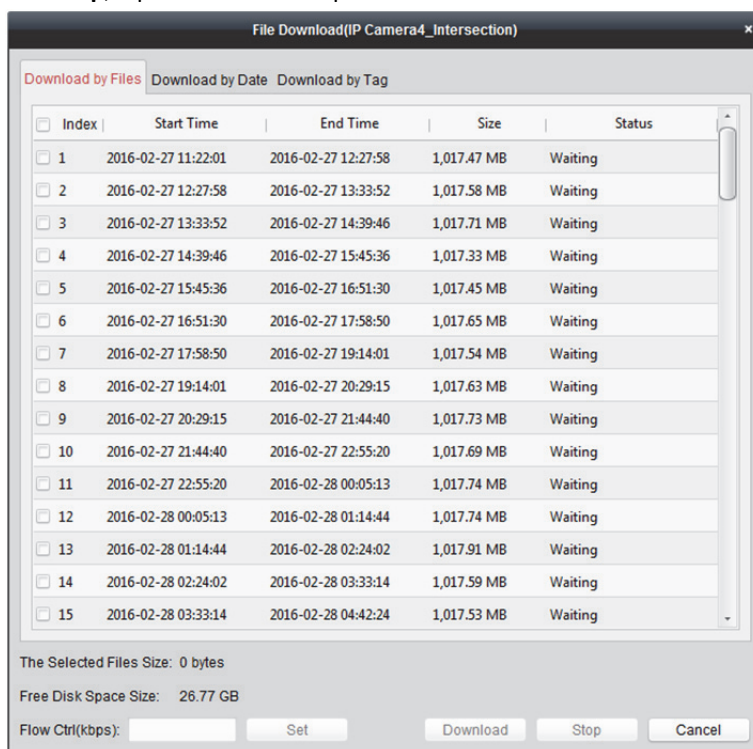 File Download(IP Camera4_Intersection) ×
Download by Files Download by Date Download by Tag
Index Start Time End Time Size Status
1 2016-02-27 11:22:01 2016-02-27 12:27:58 1,017.47 MB Waiting
2 2016-02-27 12:27:58 2016-02-27 13:33:52 1,017.58 MB Waiting
3 2016-02-27 13:33:52 2016-02-27 14:39:46 1,017.71 MB Waiting
4 2016-02-27 14:39:46 2016-02-27 15:45:36 1,017.33 MB Waiting
5 2016-02-27 15:45:36 2016-02-27 16:51:30 1,017.45 MB Waiting
6 2016-02-27 16:51:30 2016-02-27 17:58:50 1,017.65 MB Waiting
7 2016-02-27 17:58:50 2016-02-27 19:14:01 1,017.54 MB Waiting
8 2016-02-27 19:14:01 2016-02-27 20:29:15 1,017.63 MB Waiting
9 2016-02-27 20:29:15 2016-02-27 21:44:40 1,017.73 MB Waiting
10 2016-02-27 21:44:40 2016-02-27 22:55:20 1,017.69 MB Waiting
11 2016-02-27 22:55:20 2016-02-28 00:05:13 1,017.74 MB Waiting
12 2016-02-28 00:05:13 2016-02-28 01:14:44 1,017.74 MB Waiting
13 2016-02-28 01:14:44 2016-02-28 02:24:02 1,017.91 MB Waiting
14 2016-02-28 02:24:02 2016-02-28 03:33:14 1,017.59 MB Waiting
15 2016-02-28 03:33:14 2016-02-28 04:42:24 1,017.53 MB Waiting
The Selected Files Size: 0 bytes
Free Disk Space Size: 26.77 GB
Flow Ctrl(kbps): Set Download Stop Cancel